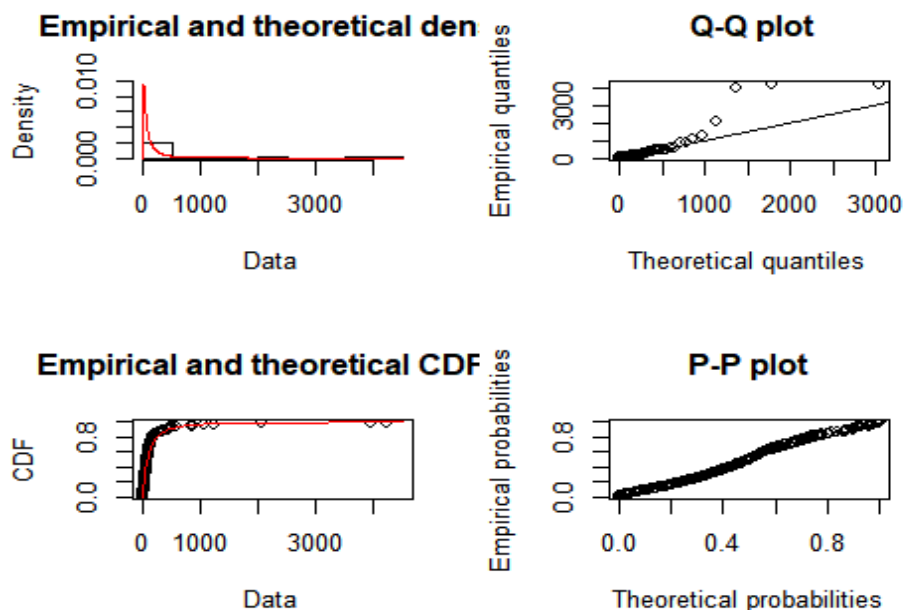 Empirical and theoretical den
Density
0.000
0.010
0 1000 3000
Data
Q-Q plot
Empirical quantiles
0 3000
0 1000 2000 3000
Theoretical quantiles
Empirical and theoretical CDF
CDF
0.0 0.8
0 1000 3000
Data
P-P plot
Empirical probabilities
0.0 0.8
0.0 0.4 0.8
Theoretical probabilities